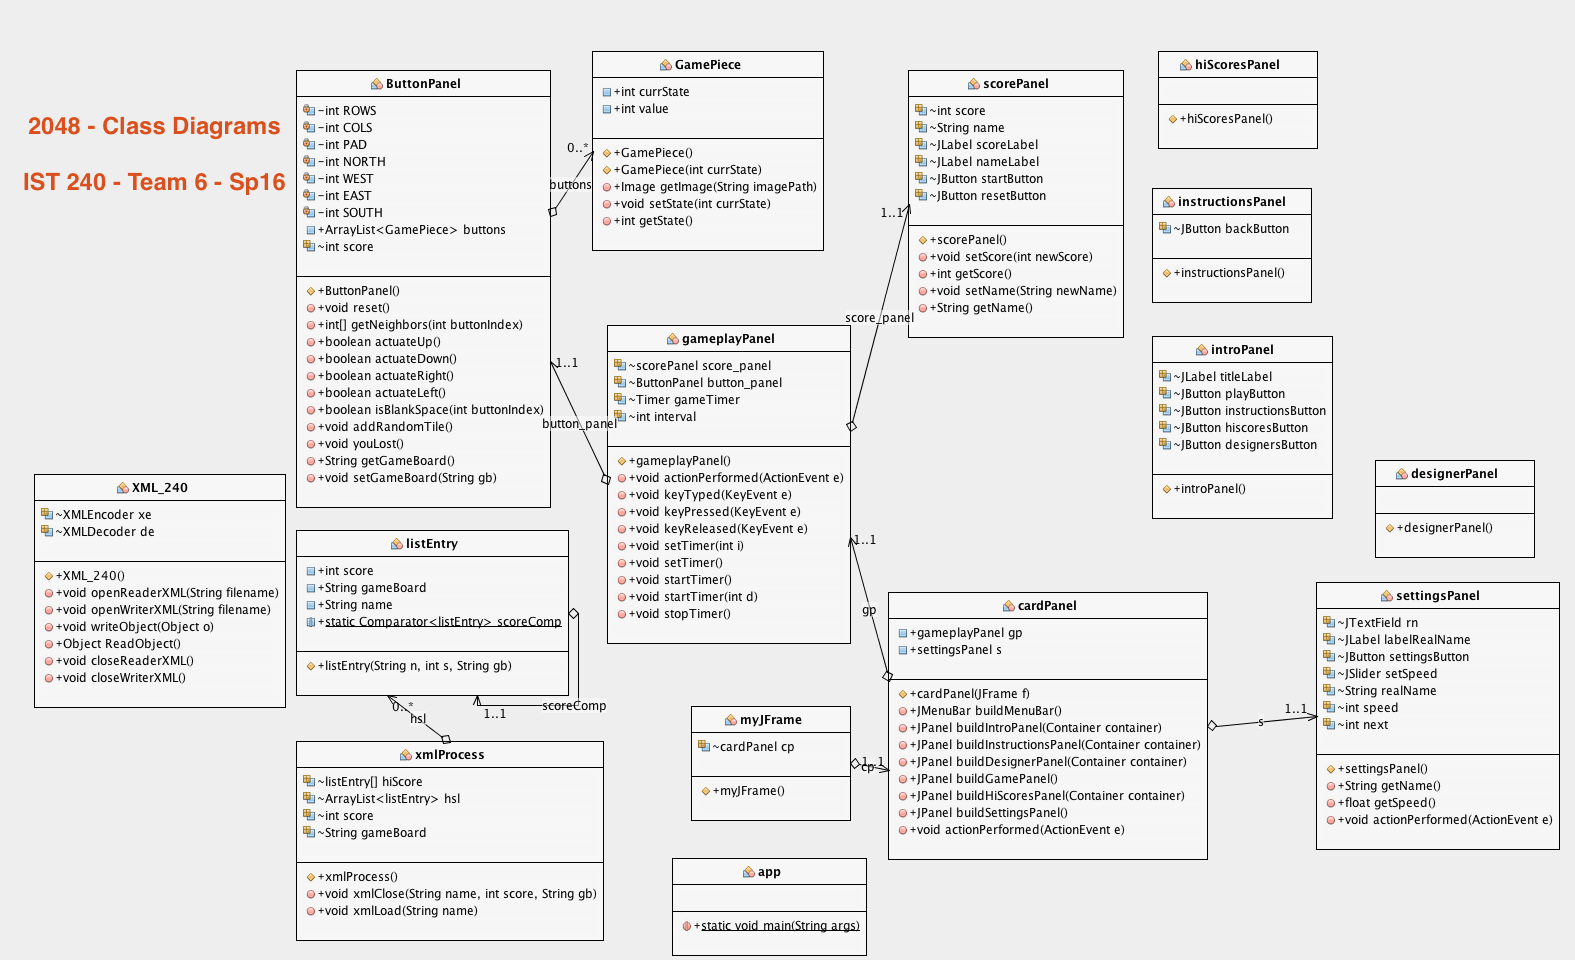 2048 - Class Diagrams
IST 240 - Team 6 - Sp16
ButtonPanel
-int ROWS
-int COLS
-int PAD
-int NORTH
-int WEST
-int EAST
-int SOUTH
+ArrayList<GamePiece> buttons
~int score
+ButtonPanel()
+void reset()
+int[] getNeighbors(int buttonIndex)
+boolean actuateUp()
+boolean actuateDown()
+boolean actuateRight()
+boolean actuateLeft()
+boolean isBlankSpace(int buttonIndex)
+void addRandomTile()
+void youLost()
+String getGameBoard()
+void setGameBoard(String gb)
0..*
buttons
GamePiece
+int currState
+int value
+GamePiece()
+GamePiece(int currState)
+Image getImage(String imagePath)
+void setState(int currState)
+int getState()
scorePanel
~int score
~String name
~JLabel scoreLabel
~JLabel nameLabel
~JButton startButton
~JButton resetButton
+scorePanel()
+void setScore(int newScore)
+int getScore()
+void setName(String newName)
+String getName()
1..1
score_panel
hiScoresPanel
+hiScoresPanel()
instructionsPanel
~JButton backButton
+instructionsPanel()
introPanel
~JLabel titleLabel
~JButton playButton
~JButton instructionsButton
~JButton hiscoresButton
~JButton designersButton
+introPanel()
designerPanel
+designerPanel()
gameplayPanel
~scorePanel score_panel
~ButtonPanel button_panel
~Timer gameTimer
~int interval
+gameplayPanel()
+void actionPerformed(ActionEvent e)
+void keyTyped(KeyEvent e)
+void keyPressed(KeyEvent e)
+void keyReleased(KeyEvent e)
+void setTimer(int i)
+void setTimer()
+void startTimer()
+void startTimer(int d)
+void stopTimer()
1..1
button_panel
XML_240
~XMLEncoder xe
~XMLDecoder de
+XML_240()
+void openReaderXML(String filename)
+void openWriterXML(String filename)
+void writeObject(Object o)
+Object ReadObject()
+void closeReaderXML()
+void closeWriterXML()
listEntry
+int score
+String gameBoard
+String name
+static Comparator<listEntry> scoreComp
+listEntry(String n, int s, String gb)
0..*
hsl
1..1
scoreComp
xmlProcess
~listEntry[] hiScore
~ArrayList<listEntry> hsl
~int score
~String gameBoard
+xmlProcess()
+void xmlClose(String name, int score, String gb)
+void xmlLoad(String name)
myJFrame
~cardPanel cp
+myJFrame()
1..1
cp
app
+static void main(String args)
1..1
gp
cardPanel
+gameplayPanel gp
+settingsPanel s
+cardPanel(JFrame f)
+JMenuBar buildMenuBar()
+JPanel buildIntroPanel(Container container)
+JPanel buildInstructionsPanel(Container container)
+JPanel buildDesignerPanel(Container container)
+JPanel buildGamePanel()
+JPanel buildHiScoresPanel(Container container)
+JPanel buildSettingsPanel()
+void actionPerformed(ActionEvent e)
1..1
s
settingsPanel
~JTextField rn
~JLabel labelRealName
~JButton settingsButton
~JSlider setSpeed
~String realName
~int speed
~int next
+settingsPanel()
+String getName()
+float getSpeed()
+void actionPerformed(ActionEvent e)